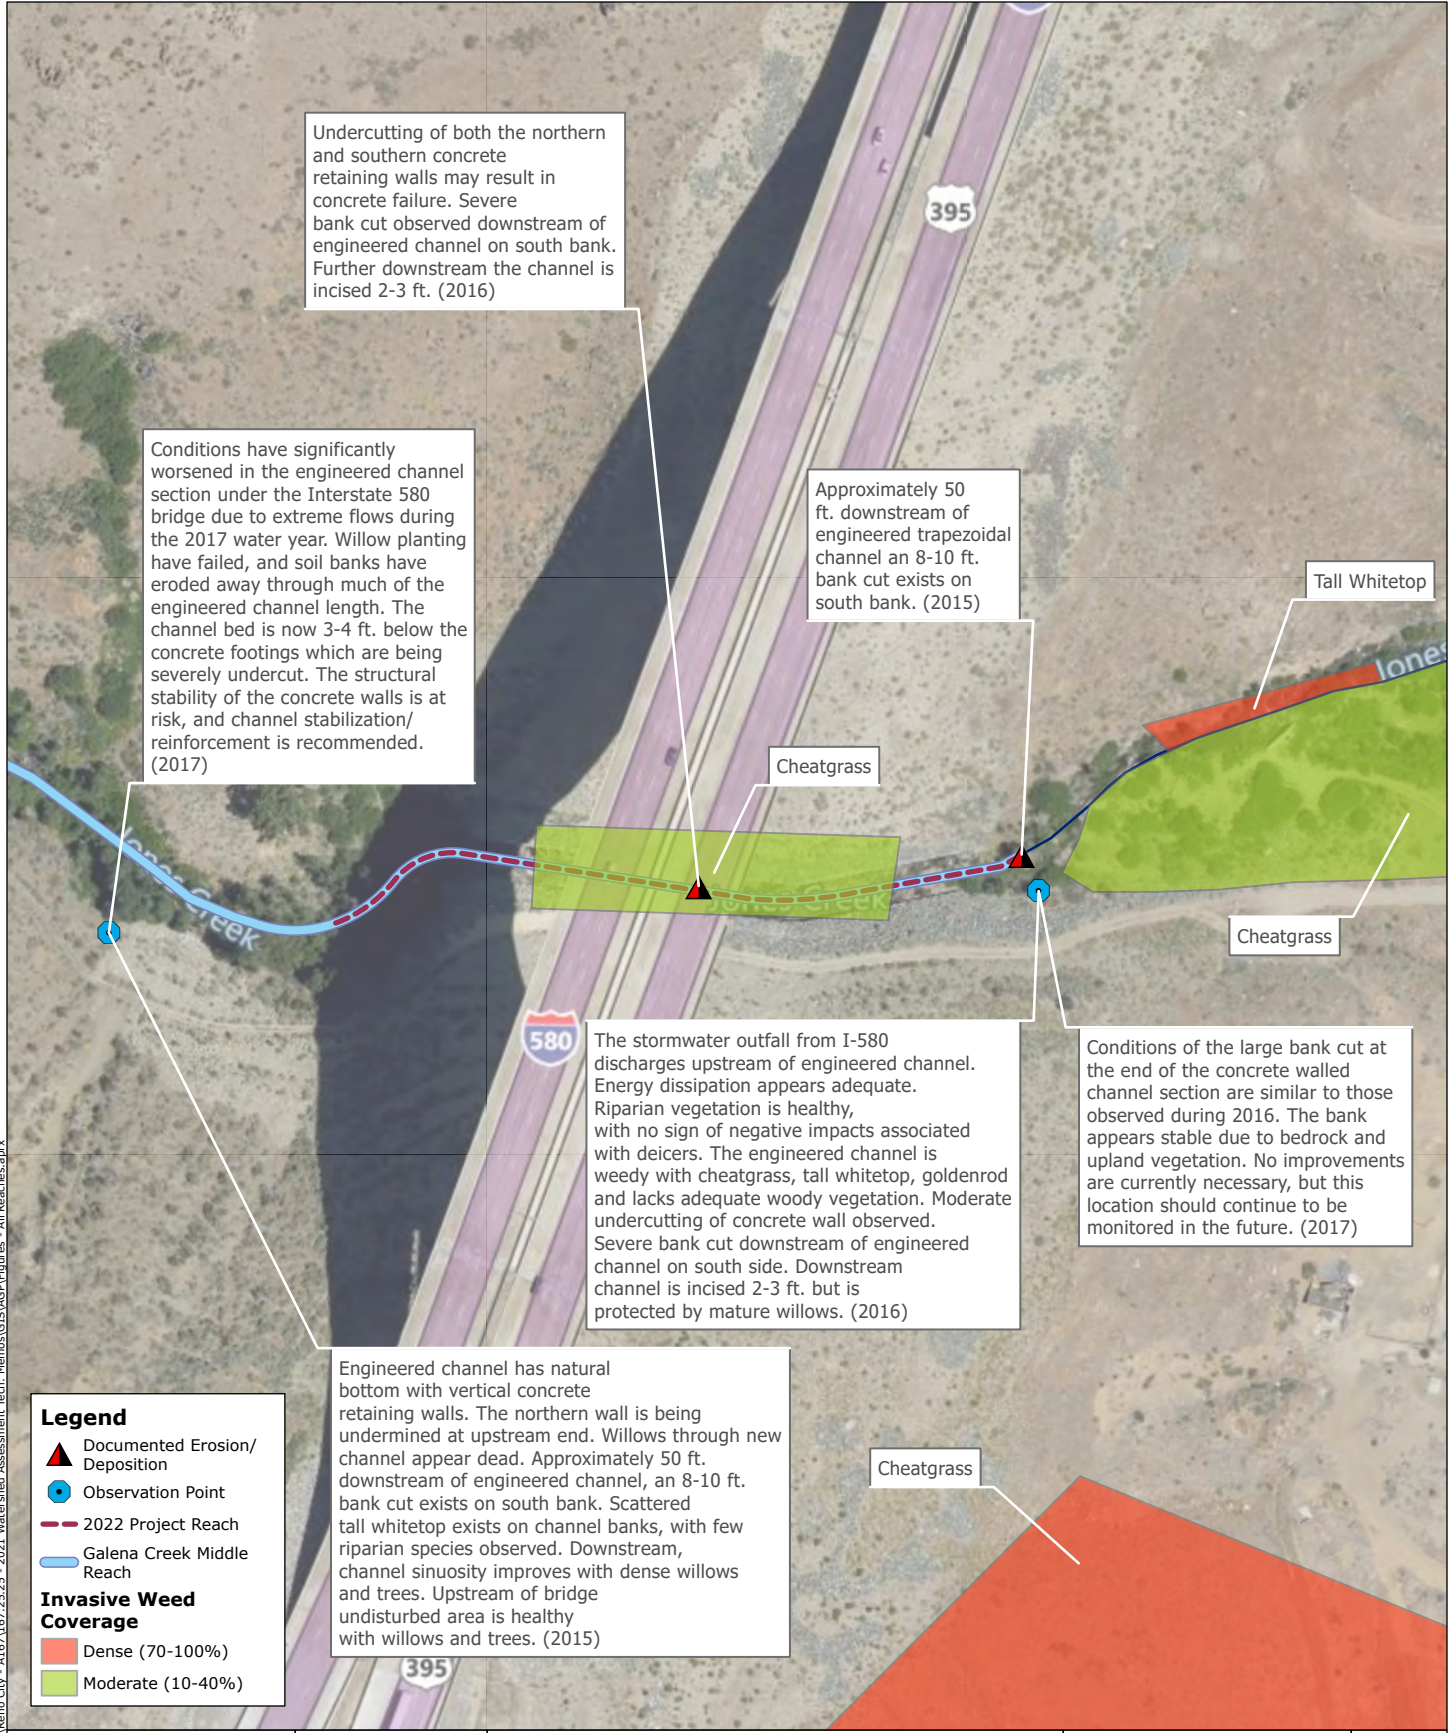 Undercutting of both the northern
and southern concrete
retaining walls may result in
concrete failure. Severe
bank cut observed downstream of
engineered channel on south bank.
Further downstream the channel is
incised 2-3 ft. (2016)
395
Conditions have significantly
worsened in the engineered channel
section under the Interstate 580
bridge due to extreme flows during
the 2017 water year. Willow planting
have failed, and soil banks have
eroded away through much of the
engineered channel length. The
channel bed is now 3-4 ft. below the
concrete footings which are being
severely undercut. The structural
stability of the concrete walls is at
risk, and channel stabilization/
reinforcement is recommended.
(2017)
Approximately 50
ft. downstream of
engineered trapezoidal
channel an 8-10 ft.
bank cut exists on
south bank. (2015)
Tall Whitetop
Jones
Cheatgrass
Jones Creek
Jones Creek
Cheatgrass
580
The stormwater outfall from I-580
discharges upstream of engineered channel.
Energy dissipation appears adequate.
Riparian vegetation is healthy,
with no sign of negative impacts associated
with deicers. The engineered channel is
weedy with cheatgrass, tall whitetop, goldenrod
and lacks adequate woody vegetation. Moderate
undercutting of concrete wall observed.
Severe bank cut downstream of engineered
channel on south side. Downstream
channel is incised 2-3 ft. but is
protected by mature willows. (2016)
Conditions of the large bank cut at
the end of the concrete walled
channel section are similar to those
observed during 2016. The bank
appears stable due to bedrock and
upland vegetation. No improvements
are currently necessary, but this
location should continue to be
monitored in the future. (2017)
Engineered channel has natural
bottom with vertical concrete
retaining walls. The northern wall is being
undermined at upstream end. Willows through new
channel appear dead. Approximately 50 ft.
downstream of engineered channel, an 8-10 ft.
bank cut exists on south bank. Scattered
tall whitetop exists on channel banks, with few
riparian species observed. Downstream,
channel sinuosity improves with dense willows
and trees. Upstream of bridge
undisturbed area is healthy
with willows and trees. (2015)
395
Cheatgrass
Legend
Documented Erosion/
Deposition
Observation Point
2022 Project Reach
Galena Creek Middle
Reach
Invasive Weed
Coverage
Dense (70-100%)
Moderate (10-40%)